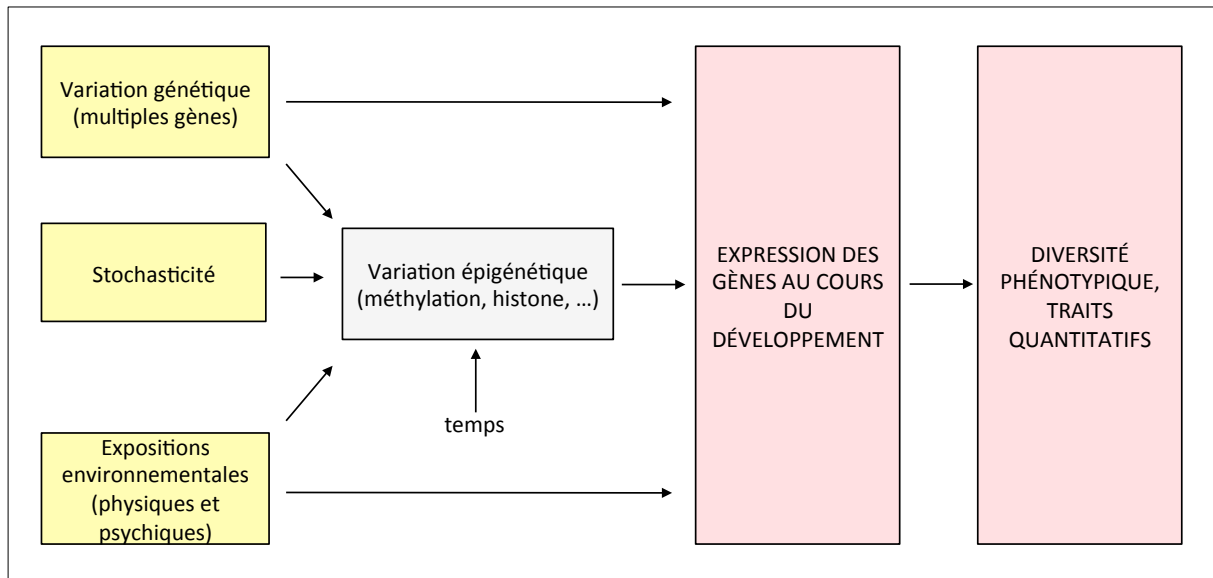 Variation génétique
(multiples gènes)
Stochasticité
Expositions
environnementales
(physiques et
psychiques)
Variation épigénétique
(méthylation, histone, ...)
temps
EXPRESSION DES
GÈNES AU COURS
DU
DÉVELOPPEMENT
DIVERSITÉ
PHÉNOTYPIQUE,
TRAITS
QUANTITATIFS